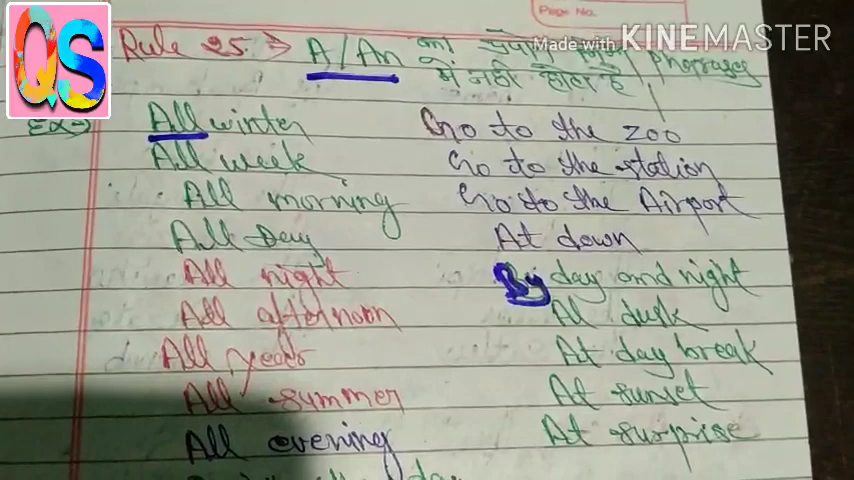 Page No.
QS
Made with KINEMASTER
Rule 25. → A/An का प्रयोग निम्न phrases
में नही होता है
Ex→ All winter
All week
All morning
All Day
All night
All afternoon
All year
All summer
All evening
Go to the zoo
Go to the station
Go to the Airport
At down
By day and night
At dusk
At day break
At sunset
At surprise
day